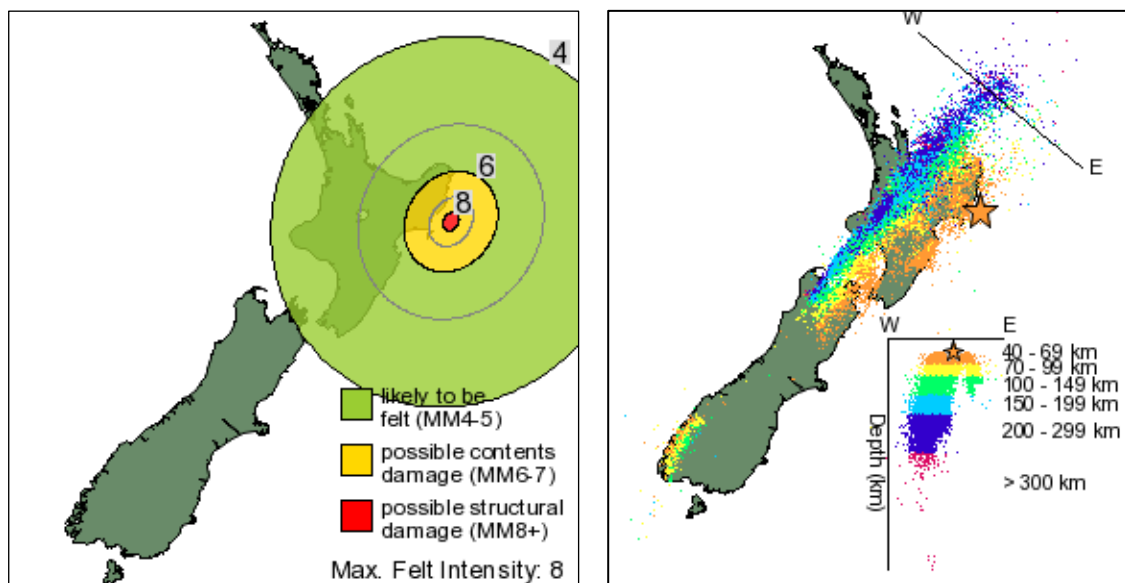 4
6
8
likely to be
felt (MM4-5)
possible contents
damage (MM6-7)
possible structural
damage (MM8+)
Max. Felt Intensity: 8
W
E
W
E
40 - 69 km
70 - 99 km
100 - 149 km
150 - 199 km
200 - 299 km
> 300 km
Depth (km)